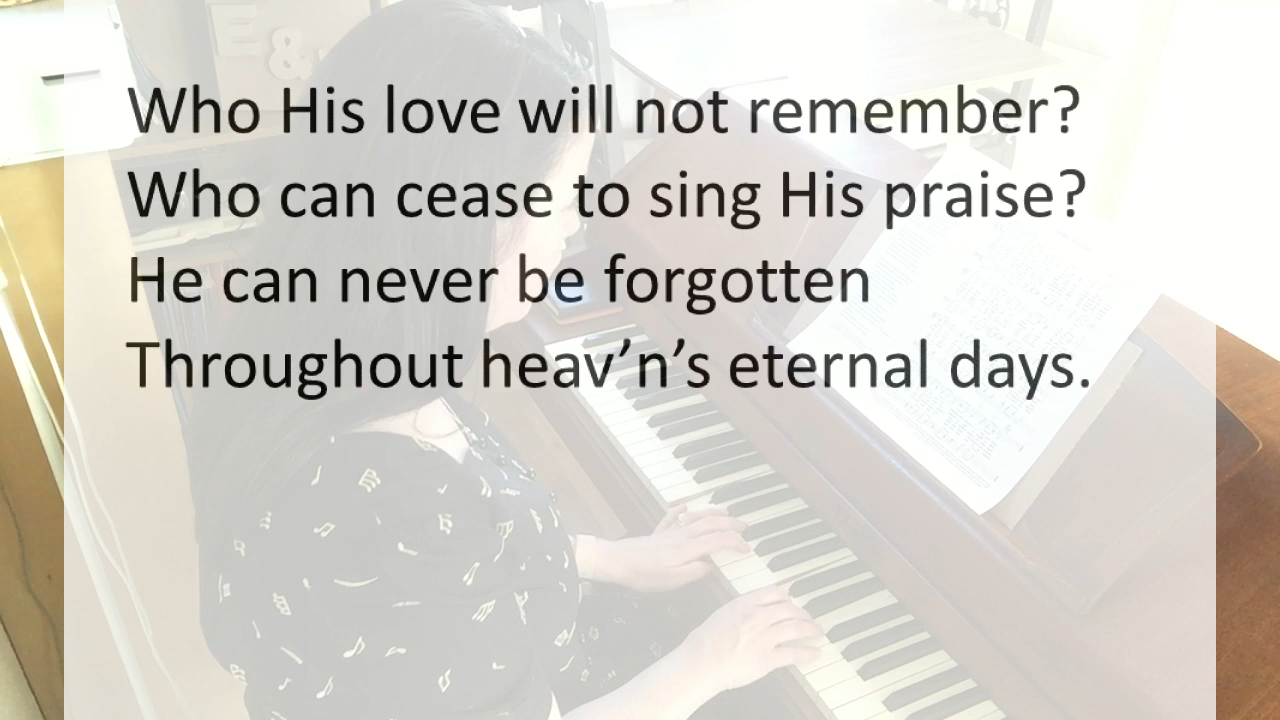 E&
Who His love will not remember?
Who can cease to sing His praise?
He can never be forgotten
Throughout heav’n’s eternal days.